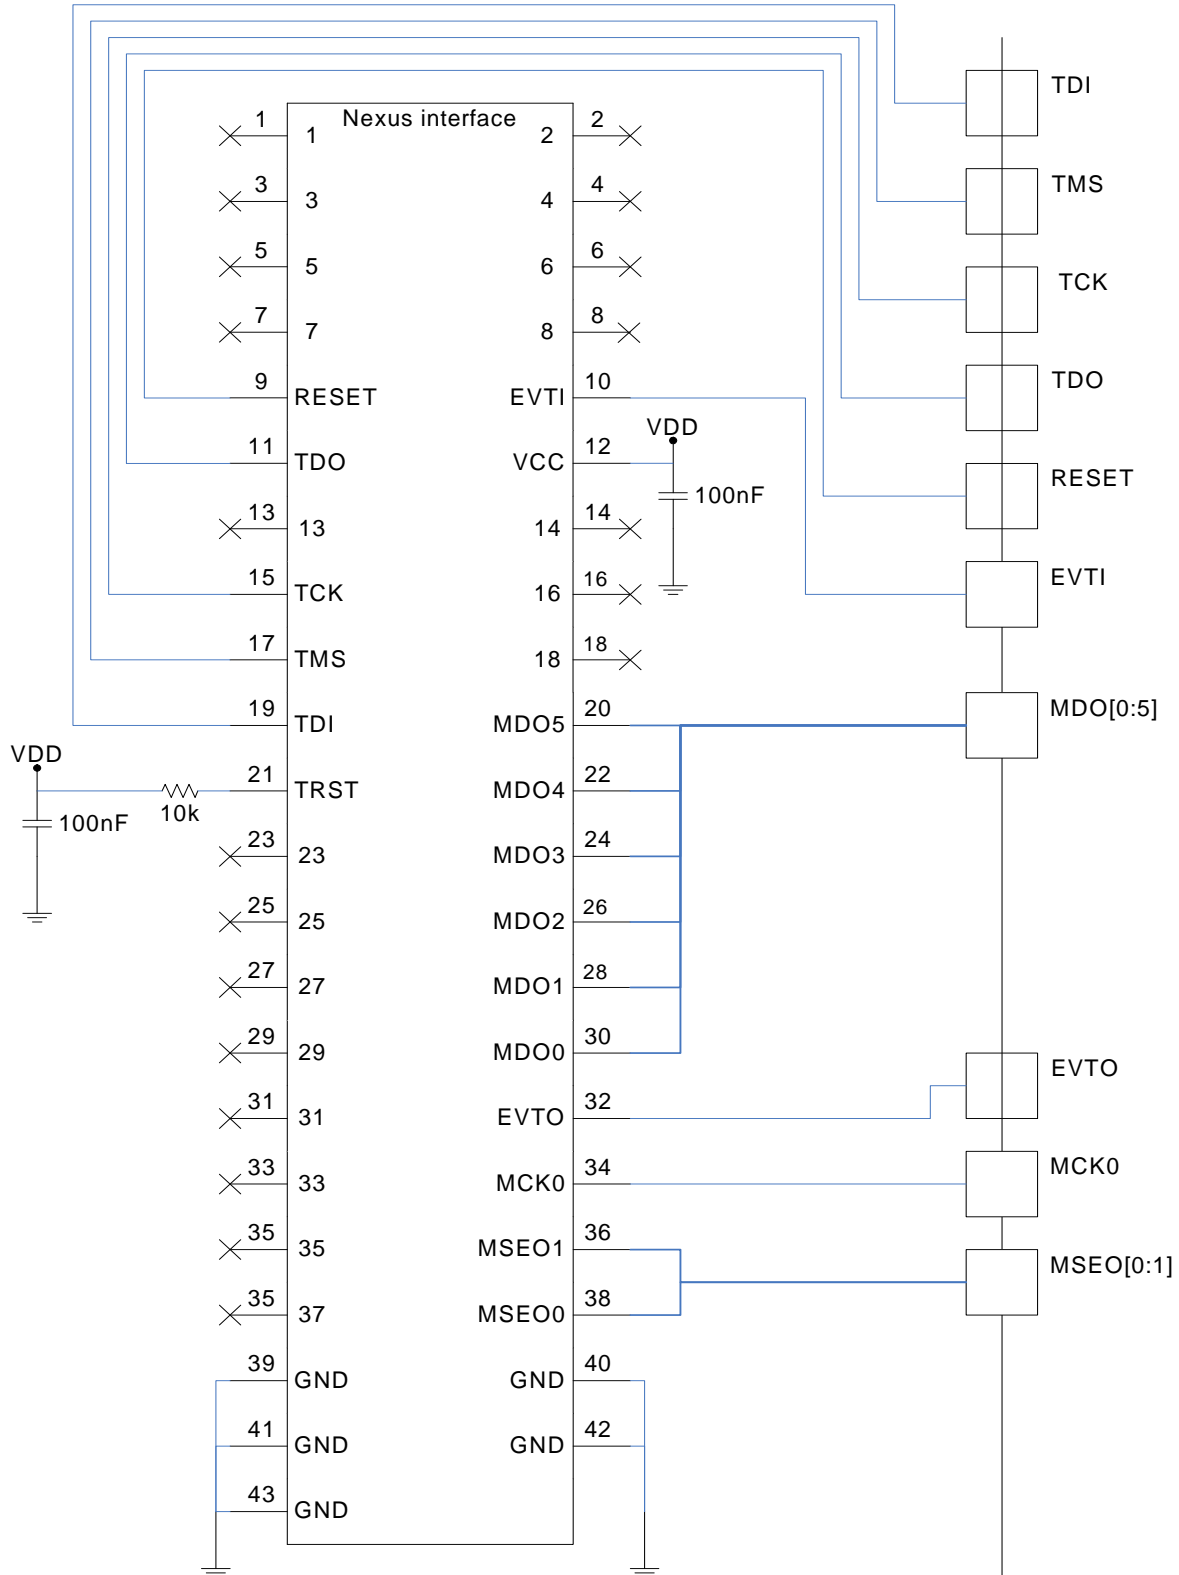 TDI
Nexus interface
1 1 2 2
TMS
3 3 4 4
5 5 6 6
TCK
7 7 8 8
TDO
9 RESET EVTI 10
VDD
11 TDO VCC 12
RESET
100nF
13 13 14 14
EVTI
15 TCK 16 16
17 TMS 18 18
19 TDI MDO5 20 MDO[0:5]
VDD
21 TRST MDO4 22
100nF 10k
23 23 MDO3 24
25 25 MDO2 26
27 27 MDO1 28
29 29 MDO0 30
EVTO
31 31 EVTO 32
33 33 MCK0 34 MCK0
35 35 MSEO1 36
MSEO[0:1]
35 37 MSEO0 38
39 GND GND 40
41 GND GND 42
43 GND